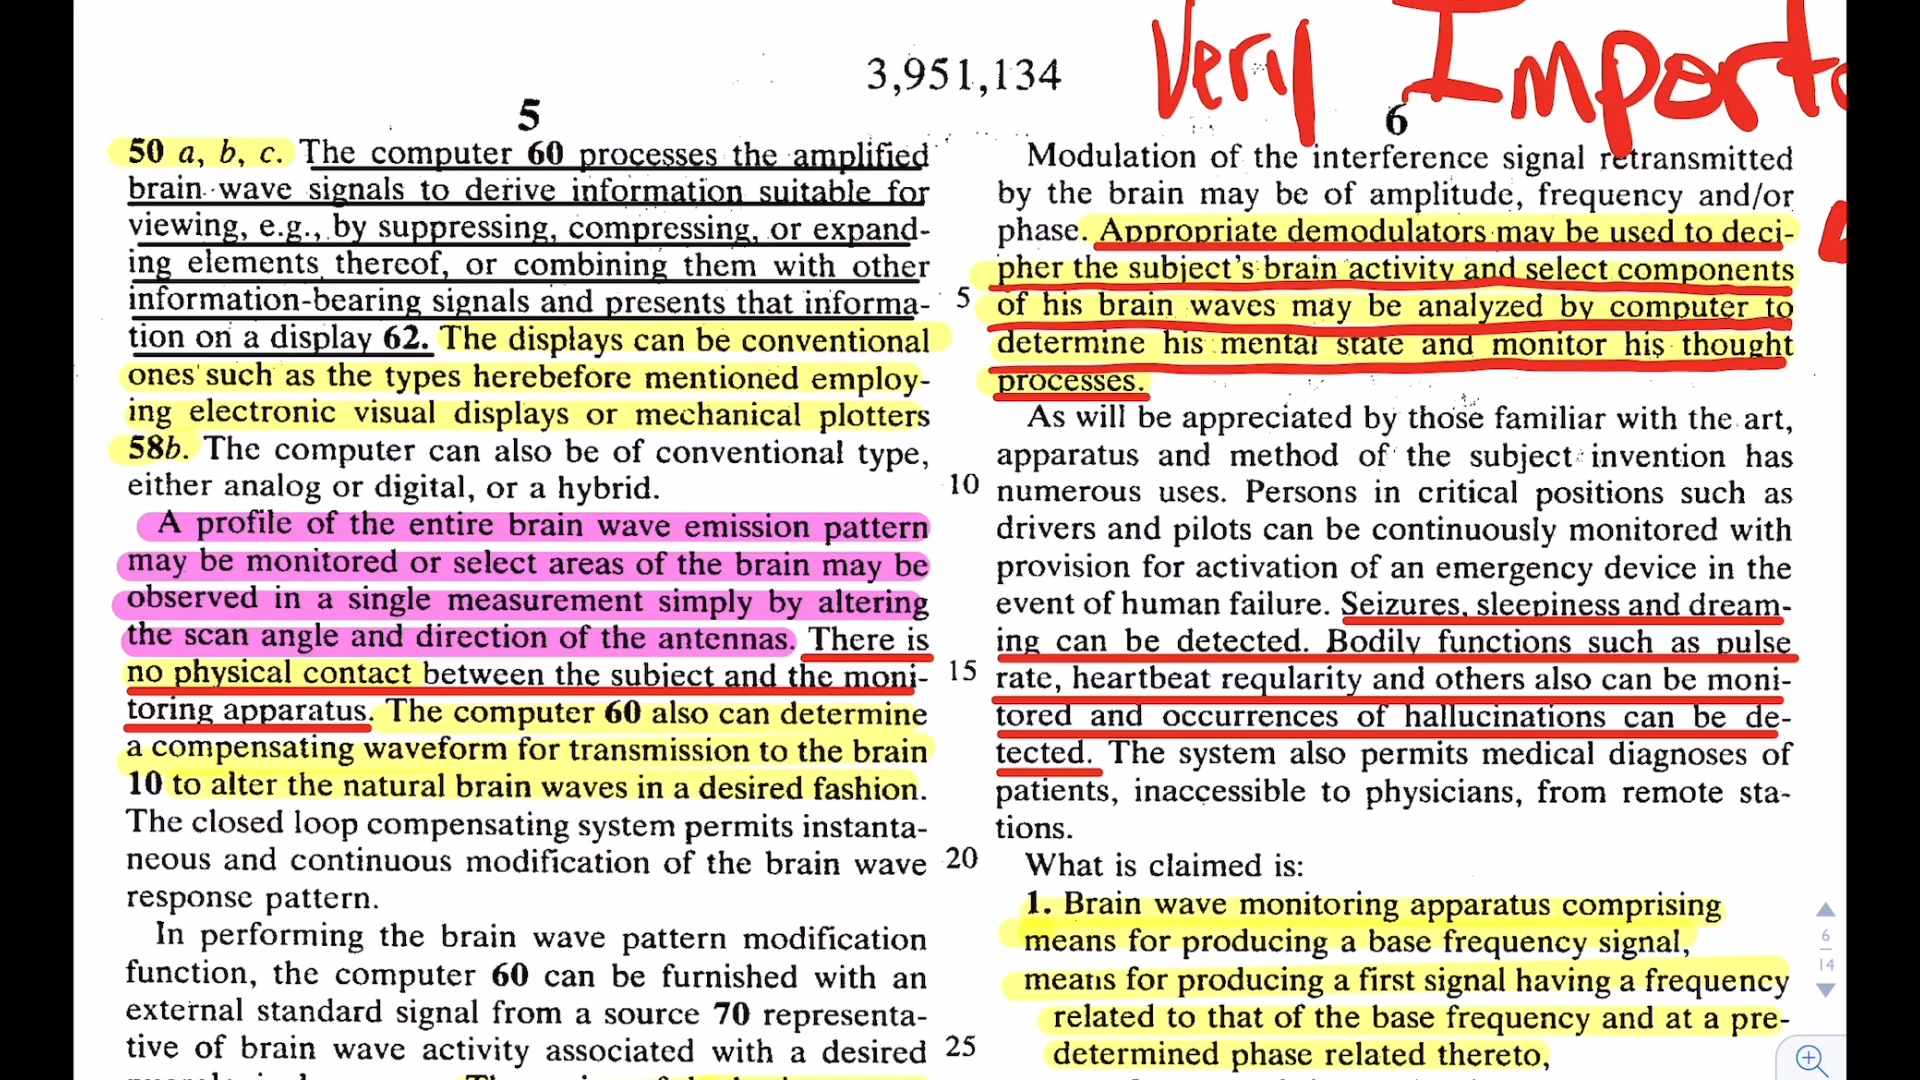 Very Import
3,951,134
5
50 a, b, c. The computer 60 processes the amplified
brain wave signals to derive information suitable for
viewing, e.g., by suppressing, compressing, or expand-
ing elements thereof, or combining them with other
information-bearing signals and presents that informa-
tion on a display 62. The displays can be conventional
ones such as the types herebefore mentioned employ-
ing electronic visual displays or mechanical plotters
58b. The computer can also be of conventional type,
either analog or digital, or a hybrid.
A profile of the entire brain wave emission pattern
may be monitored or select areas of the brain may be
observed in a single measurement simply by altering
the scan angle and direction of the antennas. There is
no physical contact between the subject and the moni-
toring apparatus. The computer 60 also can determine
a compensating waveform for transmission to the brain
10 to alter the natural brain waves in a desired fashion.
The closed loop compensating system permits instanta-
neous and continuous modification of the brain wave
response pattern.
In performing the brain wave pattern modification
function, the computer 60 can be furnished with an
external standard signal from a source 70 representa-
tive of brain wave activity associated with a desired
5
10
15
20
25
6
Modulation of the interference signal retransmitted
by the brain may be of amplitude, frequency and/or
phase. Appropriate demodulators may be used to deci-
pher the subject's brain activity and select components
of his brain waves may be analyzed by computer to
determine his mental state and monitor his thought
processes.
As will be appreciated by those familiar with the art,
apparatus and method of the subject invention has
numerous uses. Persons in critical positions such as
drivers and pilots can be continuously monitored with
provision for activation of an emergency device in the
event of human failure. Seizures, sleepiness and dream-
ing can be detected. Bodily functions such as pulse
rate, heartbeat reqularity and others also can be moni-
tored and occurrences of hallucinations can be de-
tected. The system also permits medical diagnoses of
patients, inaccessible to physicians, from remote sta-
tions.
What is claimed is:
1. Brain wave monitoring apparatus comprising
means for producing a base frequency signal,
means for producing a first signal having a frequency
related to that of the base frequency and at a pre-
determined phase related thereto,
6
14